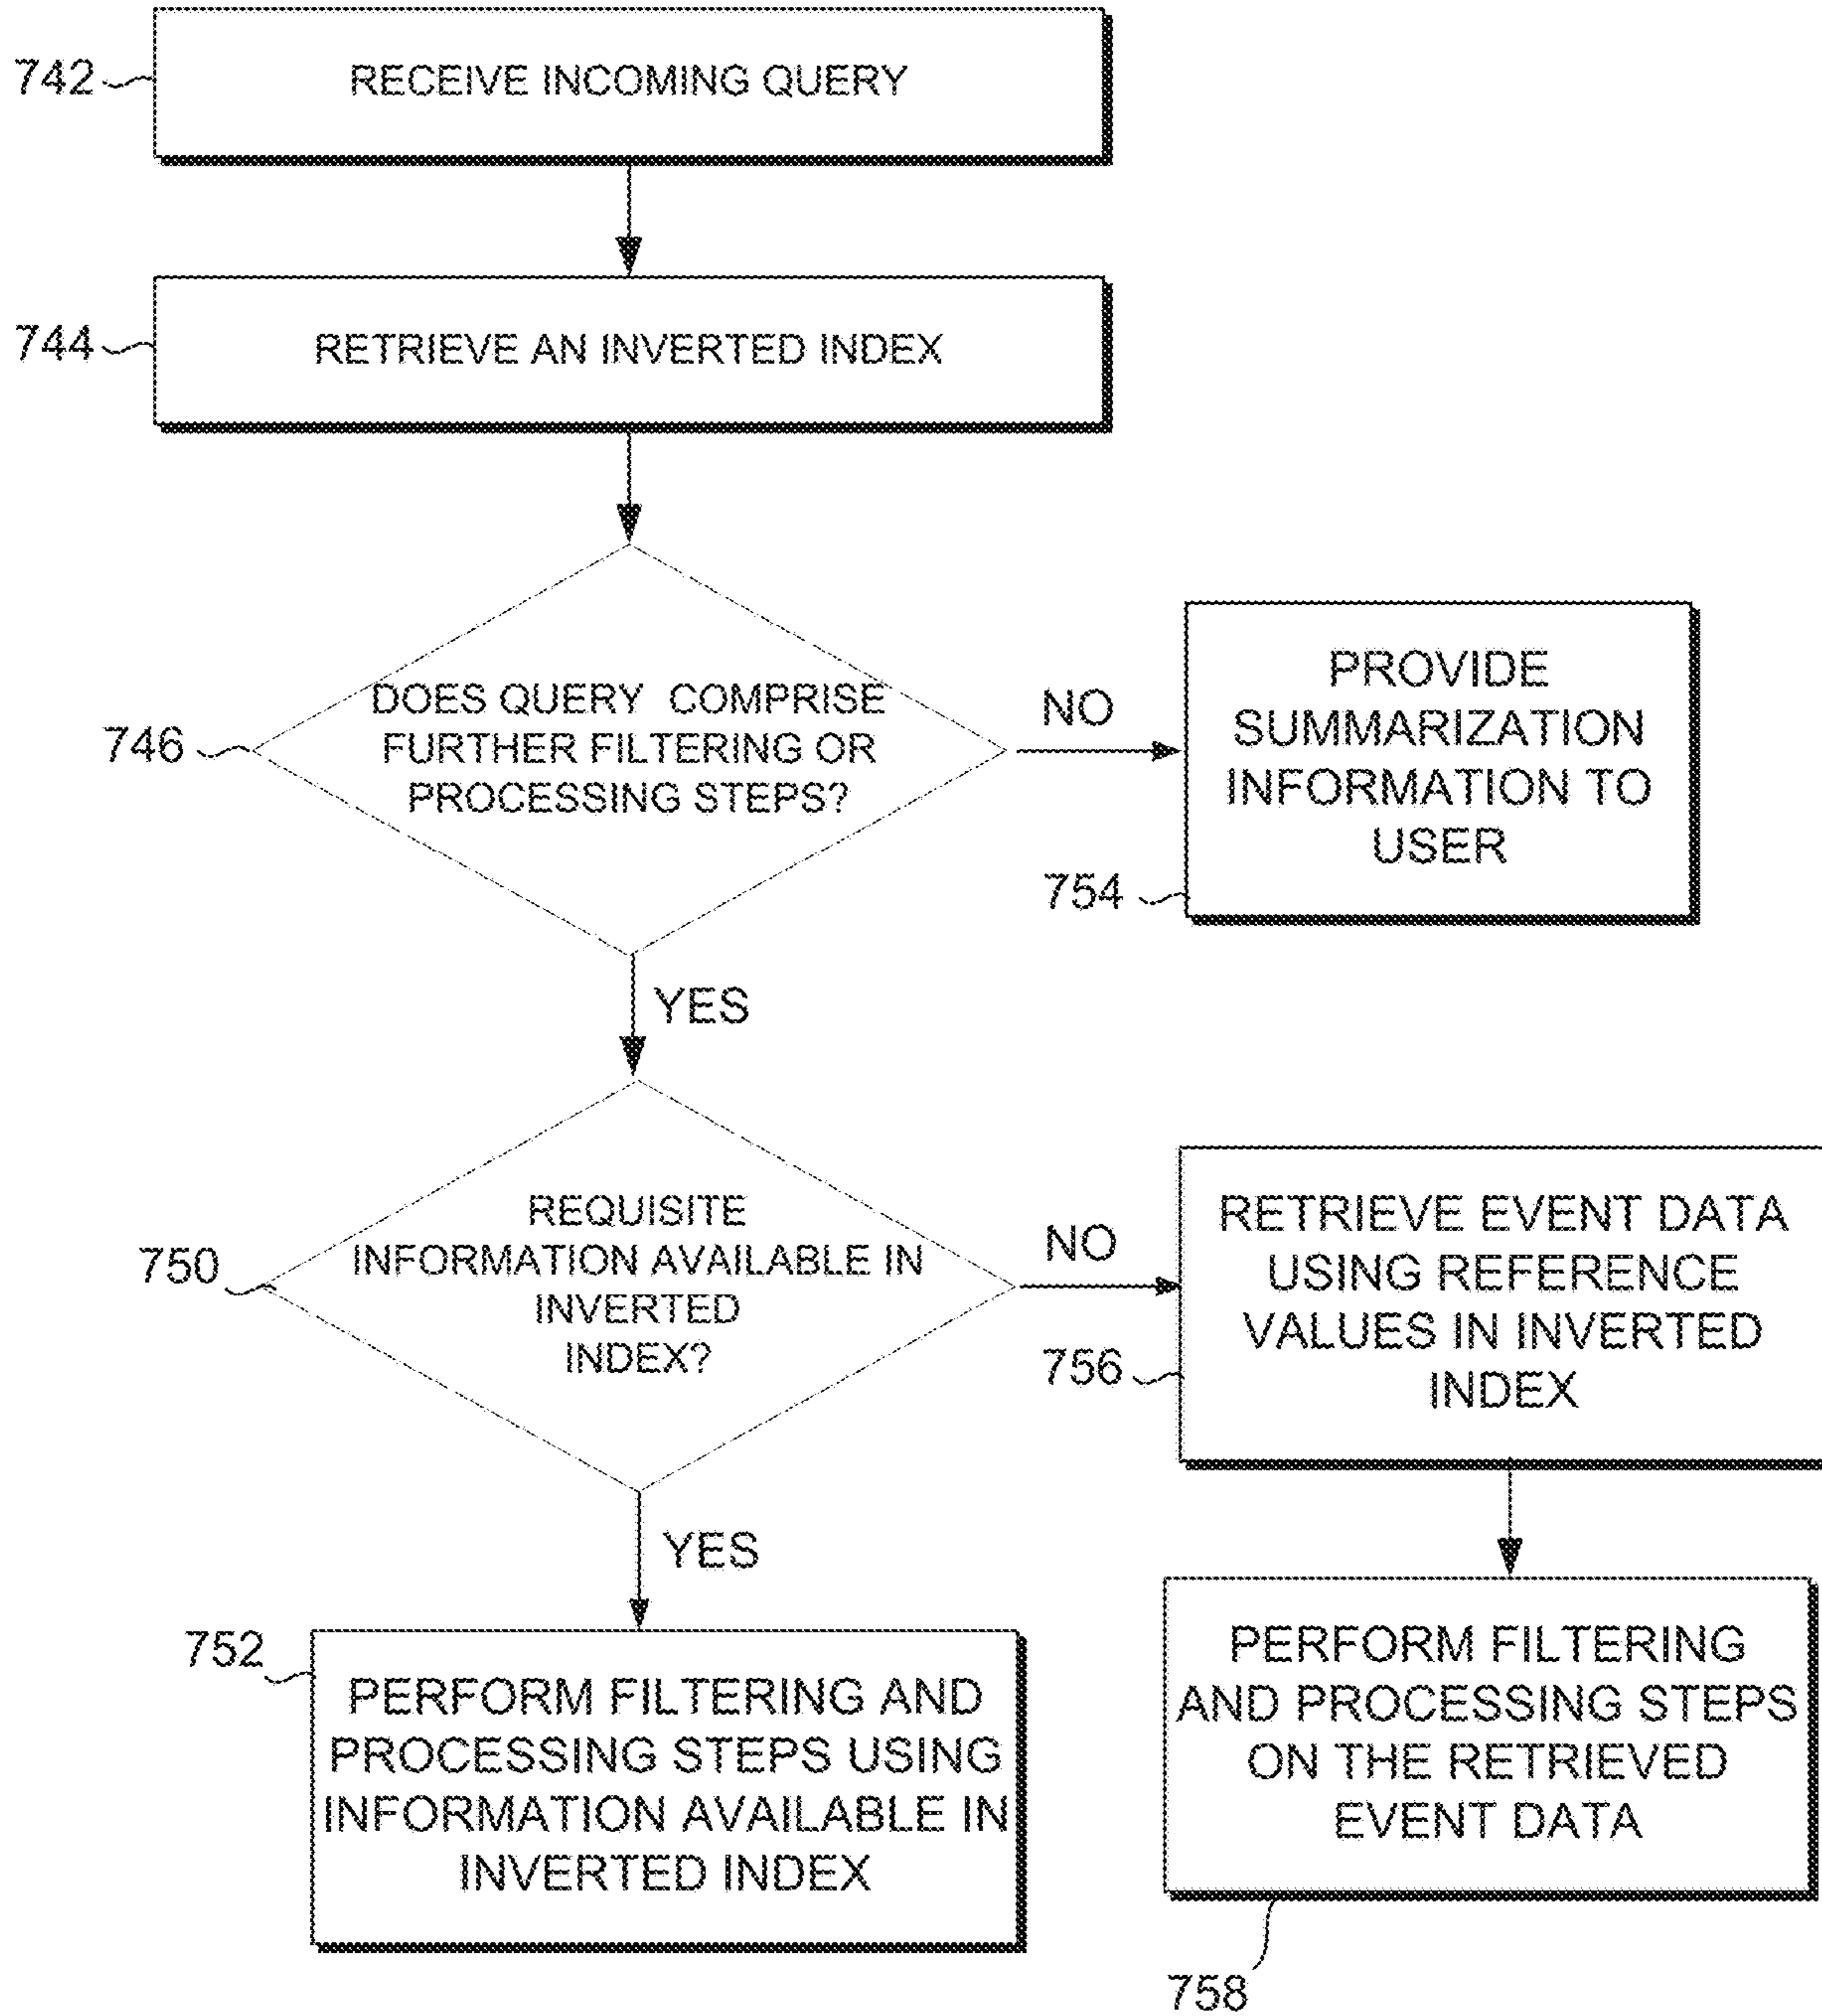 742
RECEIVE INCOMING QUERY
744
RETRIEVE AN INVERTED INDEX
746
DOES QUERY COMPRISE
FURTHER FILTERING OR
PROCESSING STEPS?
NO
PROVIDE
SUMMARIZATION
INFORMATION TO
USER
754
YES
750
REQUISITE
INFORMATION AVAILABLE IN
INVERTED
INDEX?
NO
RETRIEVE EVENT DATA
USING REFERENCE
VALUES IN INVERTED
INDEX
756
YES
752
PERFORM FILTERING AND
PROCESSING STEPS USING
INFORMATION AVAILABLE IN
INVERTED INDEX
PERFORM FILTERING
AND PROCESSING STEPS
ON THE RETRIEVED
EVENT DATA
758